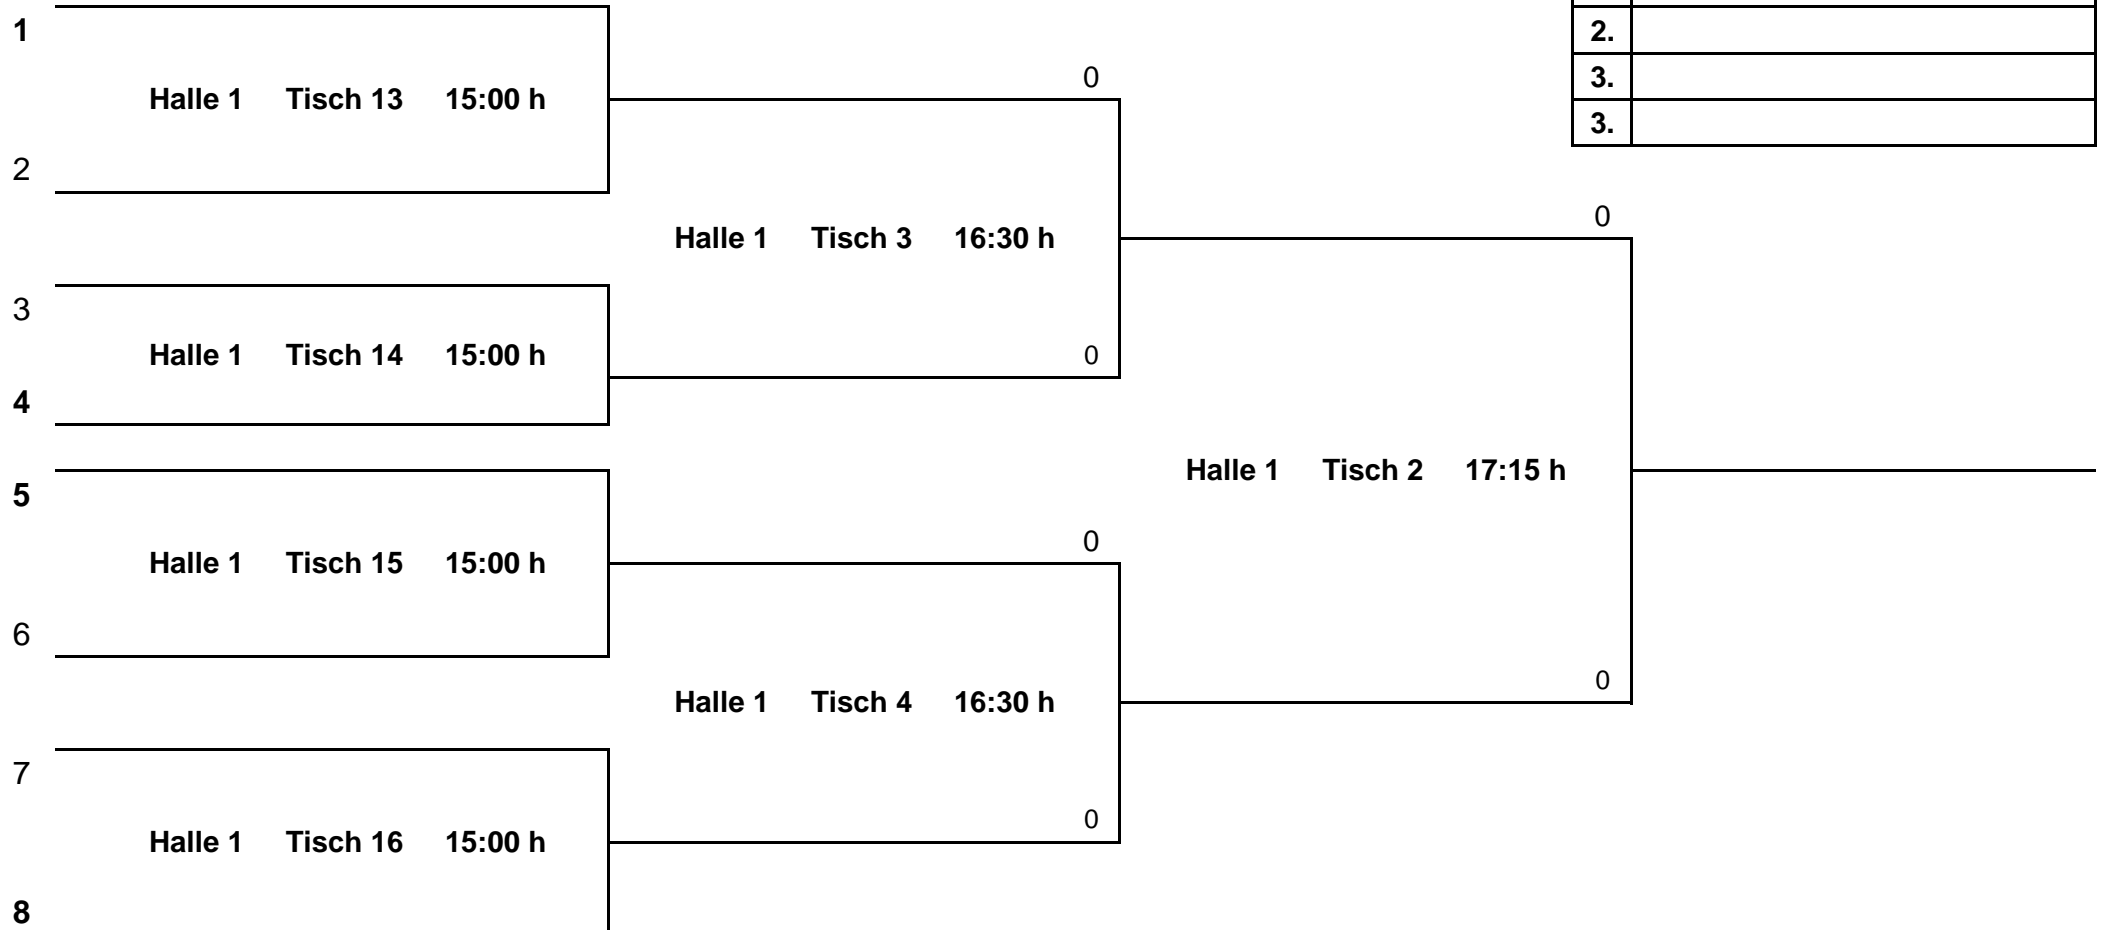 1
2.
0
3.
Halle 1 Tisch 13 15:00 h
3.
2
0
Halle 1 Tisch 3 16:30 h
3
Halle 1 Tisch 14 15:00 h
0
4
Halle 1 Tisch 2 17:15 h
5
0
Halle 1 Tisch 15 15:00 h
6
0
Halle 1 Tisch 4 16:30 h
7
0
Halle 1 Tisch 16 15:00 h
8